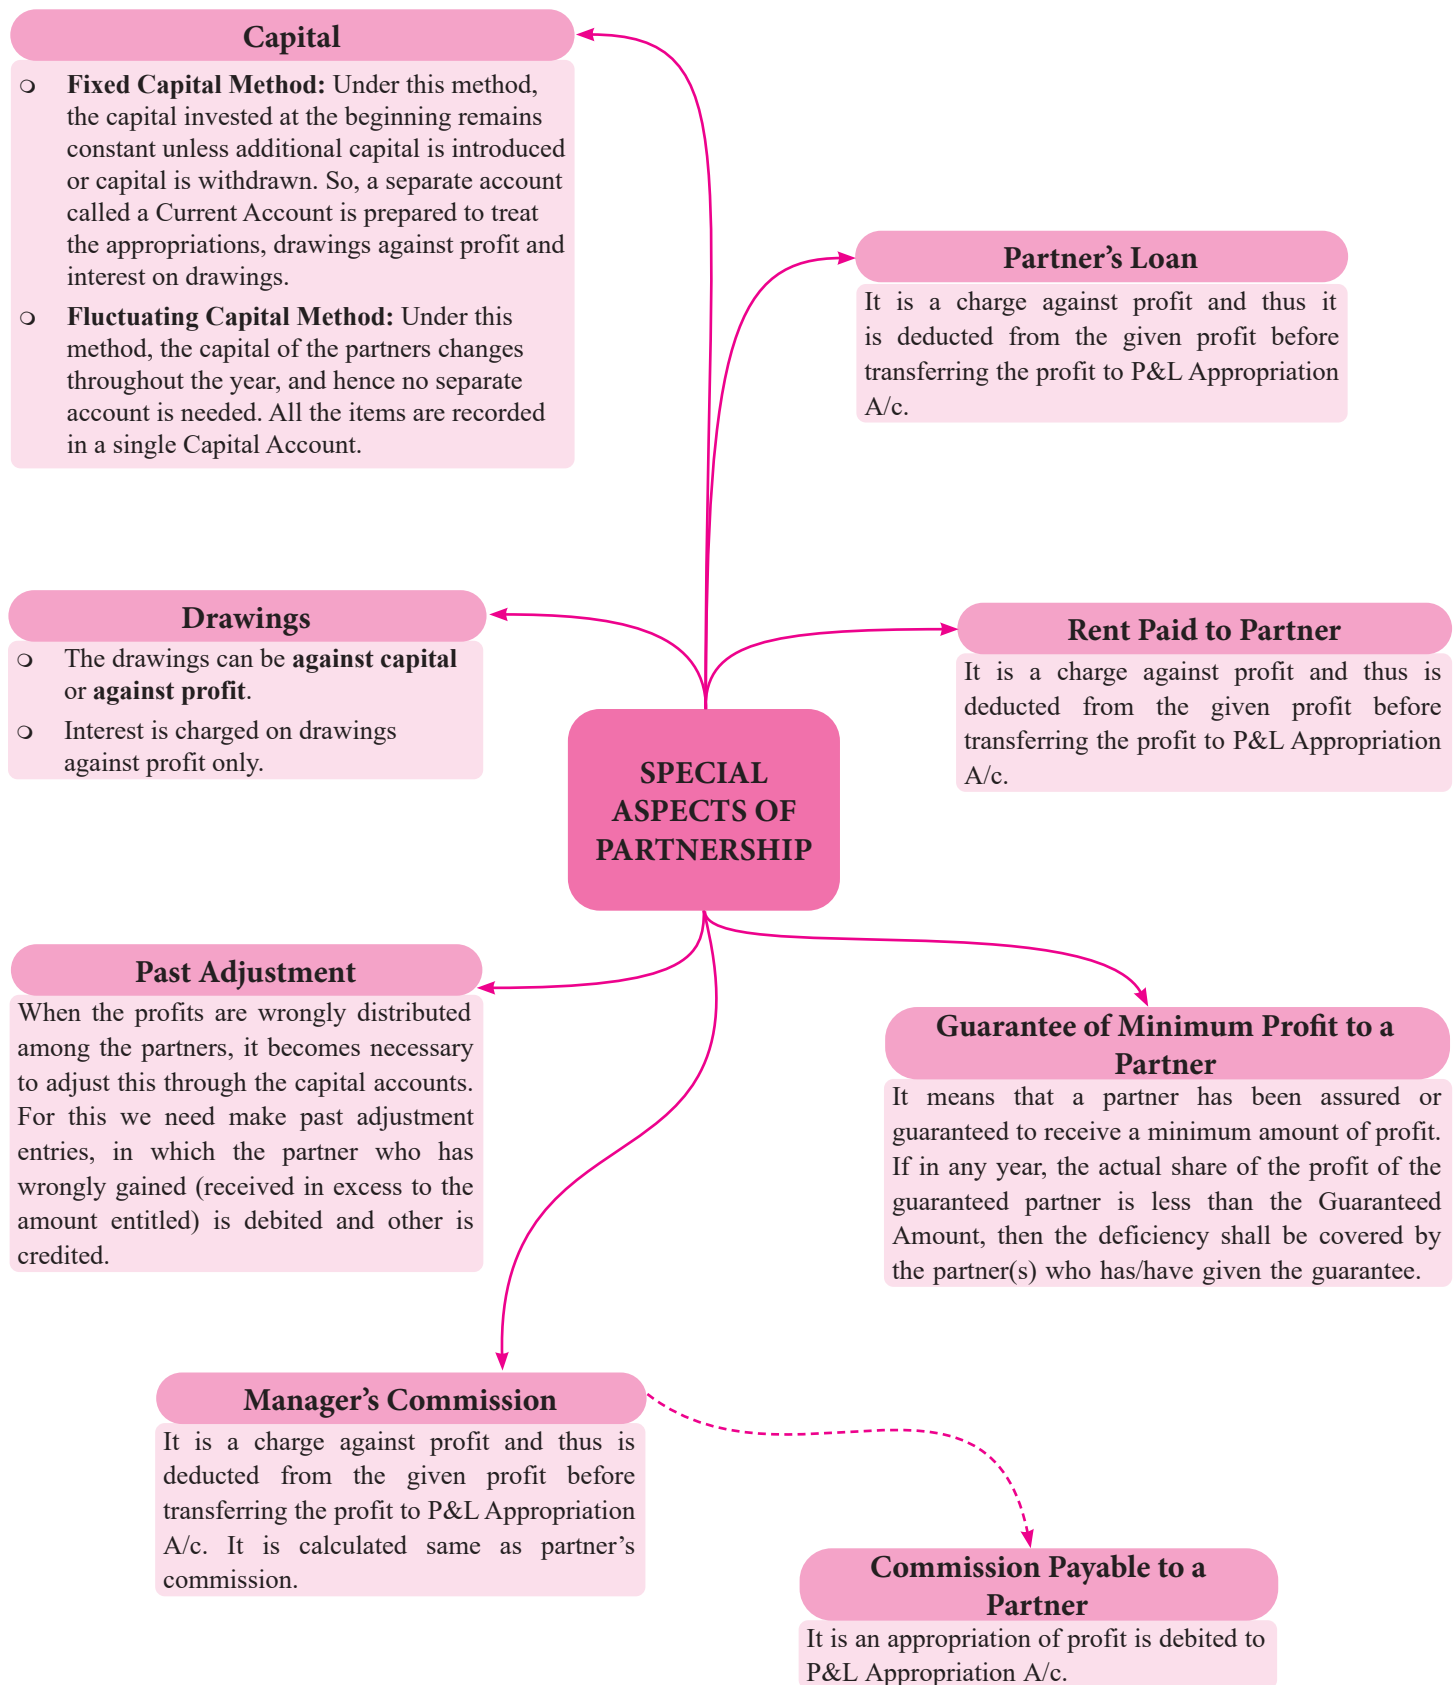 Capital
❍ Fixed Capital Method: Under this method,
the capital invested at the beginning remains
constant unless additional capital is introduced
or capital is withdrawn. So, a separate account
called a Current Account is prepared to treat
the appropriations, drawings against profit and
interest on drawings.
❍ Fluctuating Capital Method: Under this
method, the capital of the partners changes
throughout the year, and hence no separate
account is needed. All the items are recorded
in a single Capital Account.
Partner’s Loan
It is a charge against profit and thus it
is deducted from the given profit before
transferring the profit to P&L Appropriation
A/c.
Drawings
❍ The drawings can be against capital
or against profit.
❍ Interest is charged on drawings
against profit only.
Rent Paid to Partner
It is a charge against profit and thus is
deducted from the given profit before
transferring the profit to P&L Appropriation
A/c.
SPECIAL
ASPECTS OF
PARTNERSHIP
Past Adjustment
When the profits are wrongly distributed
among the partners, it becomes necessary
to adjust this through the capital accounts.
For this we need make past adjustment
entries, in which the partner who has
wrongly gained (received in excess to the
amount entitled) is debited and other is
credited.
Guarantee of Minimum Profit to a
Partner
It means that a partner has been assured or
guaranteed to receive a minimum amount of profit.
If in any year, the actual share of the profit of the
guaranteed partner is less than the Guaranteed
Amount, then the deficiency shall be covered by
the partner(s) who has/have given the guarantee.
Manager’s Commission
It is a charge against profit and thus is
deducted from the given profit before
transferring the profit to P&L Appropriation
A/c. It is calculated same as partner’s
commission.
Commission Payable to a
Partner
It is an appropriation of profit is debited to
P&L Appropriation A/c.